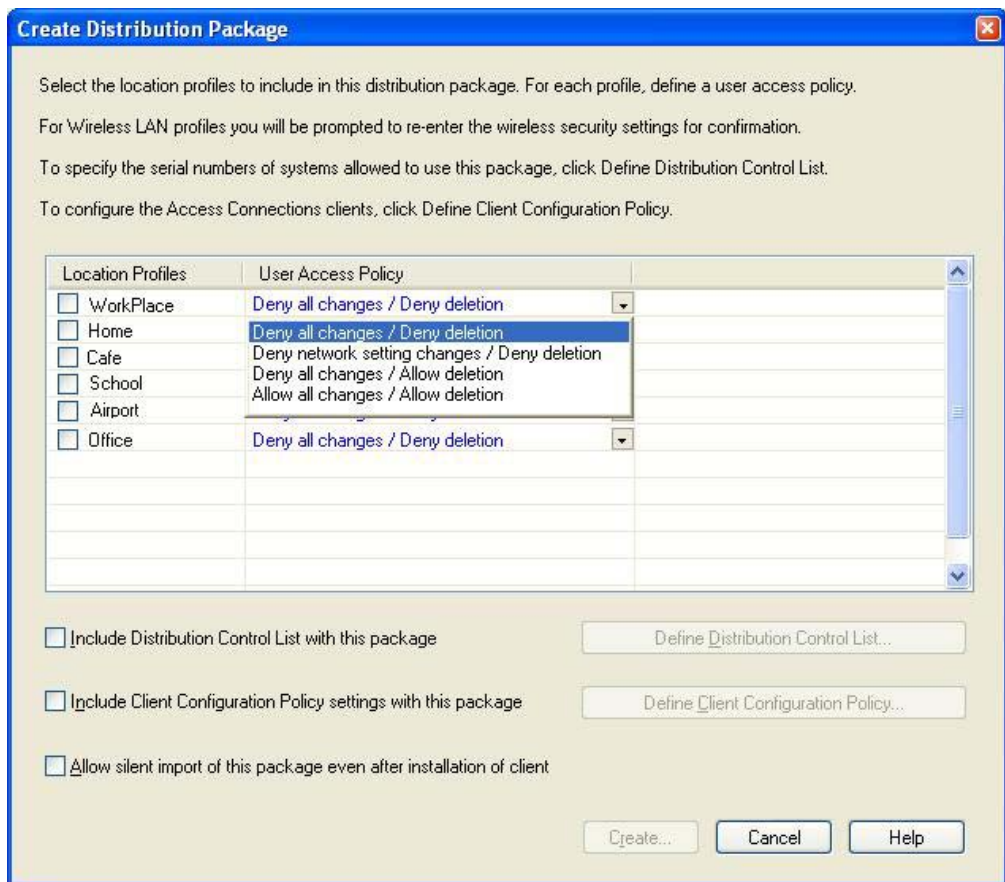 Create Distribution Package
Select the location profiles to include in this distribution package. For each profile, define a user access policy.
For Wireless LAN profiles you will be prompted to re-enter the wireless security settings for confirmation.
To specify the serial numbers of systems allowed to use this package, click Define Distribution Control List.
To configure the Access Connections clients, click Define Client Configuration Policy.
Location Profiles User Access Policy
WorkPlace Deny all changes / Deny deletion
Home Deny all changes / Deny deletion
Cafe Deny network setting changes / Deny deletion
School Deny all changes / Allow deletion
Airport Allow all changes / Allow deletion
Office Deny all changes / Deny deletion
Include Distribution Control List with this package Define Distribution Control List...
Include Client Configuration Policy settings with this package Define Client Configuration Policy...
Allow silent import of this package even after installation of client
Create... Cancel Help